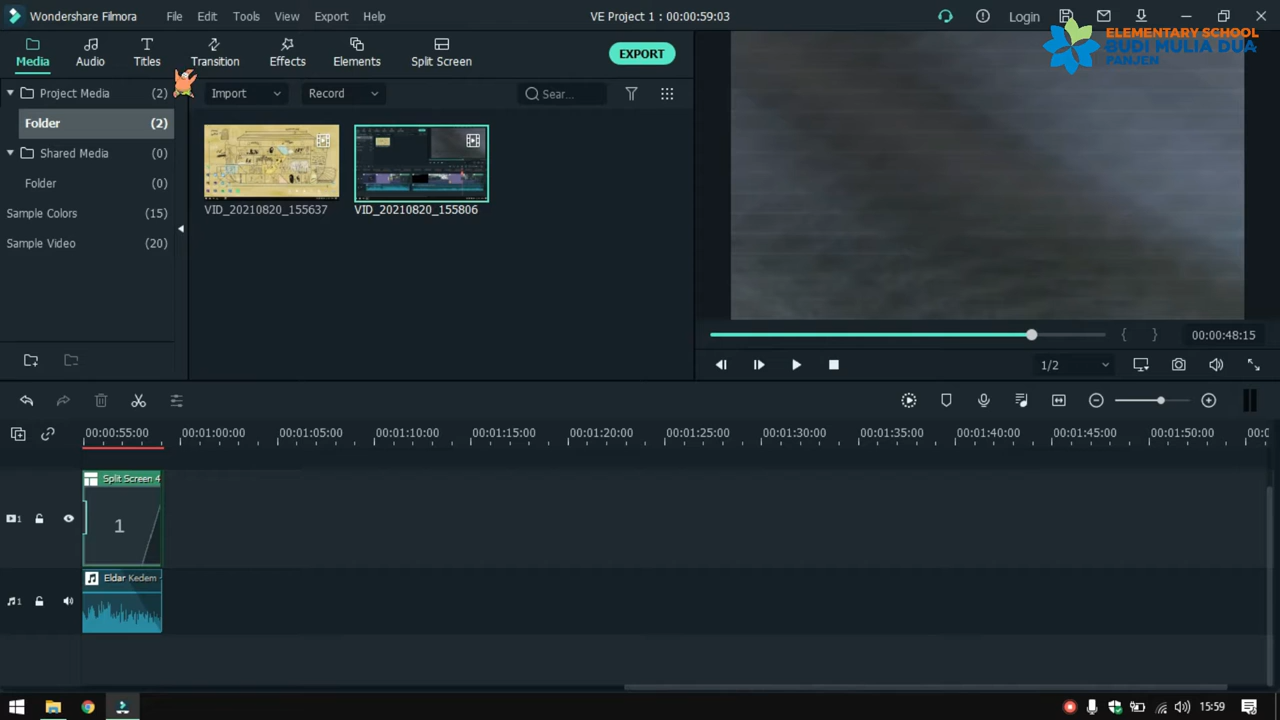 Wondershare Filmora
File
Edit
Tools
View
Export
Help
VE Project 1 : 00:00:59:03
Login
ELEMENTARY SCHOOL
BUDI MULIA DUA
PANJEN
Media
Audio
Titles
Transition
Effects
Elements
Split Screen
EXPORT
Project Media (2)
Import
Record
Sear...
Folder (2)
Shared Media (0)
Folder (0)
Sample Colors (15)
Sample Video (20)
VID_20210820_155637
VID_20210820_155806
00:00:48:15
1/2
00:00:55:00
00:01:00:00
00:01:05:00
00:01:10:00
00:01:15:00
00:01:20:00
00:01:25:00
00:01:30:00
00:01:35:00
00:01:40:00
00:01:45:00
00:01:50:00
Split Screen 4
1
1
Eldar Kedem
1
15:59